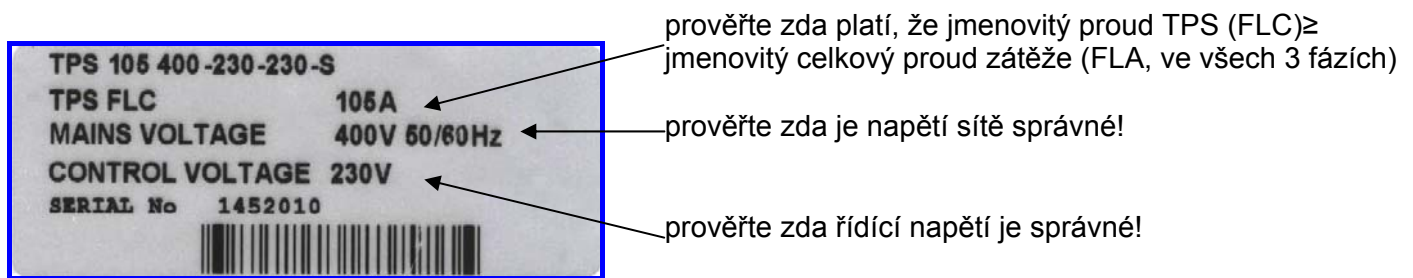 prověřte zda platí, že jmenovitý proud TPS (FLC)≥
jmenovitý celkový proud zátěže (FLA, ve všech 3 fázích)
TPS 105 400-230-230-S
TPS FLC 105A
MAINS VOLTAGE 400V 50/60Hz
prověřte zda je napětí sítě správné!
CONTROL VOLTAGE 230V
SERIAL No 1452010
prověřte zda řídící napětí je správné!